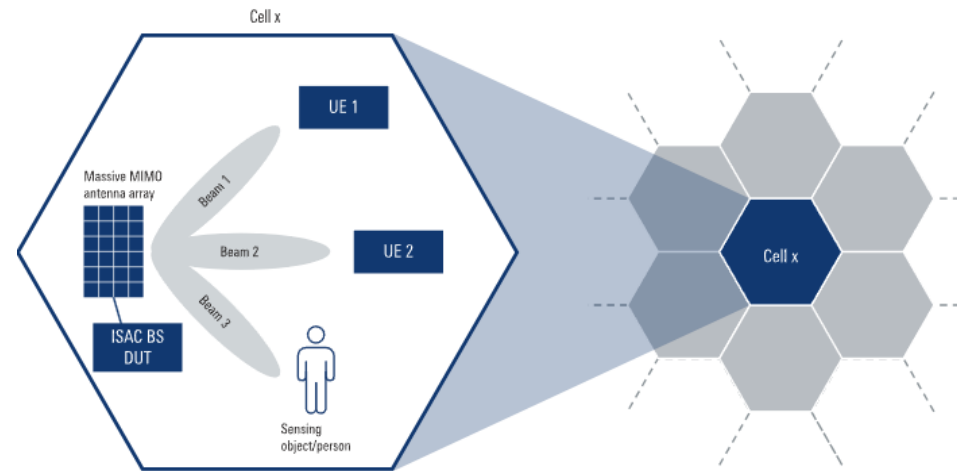 Cell x
UE 1
Massive MIMO
antenna array
Beam 1
Beam 2
UE 2
Beam 3
ISAC BS
DUT
Sensing
object/person
Cell x